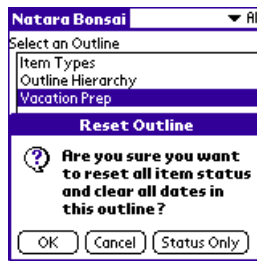 Natara Bonsai Al
Select an Outline
Item Types
Outline Hierarchy
Vacation Prep
Reset Outline
Are you sure you want
to reset all item status
and clear all dates in
this outline?
OK Cancel Status Only